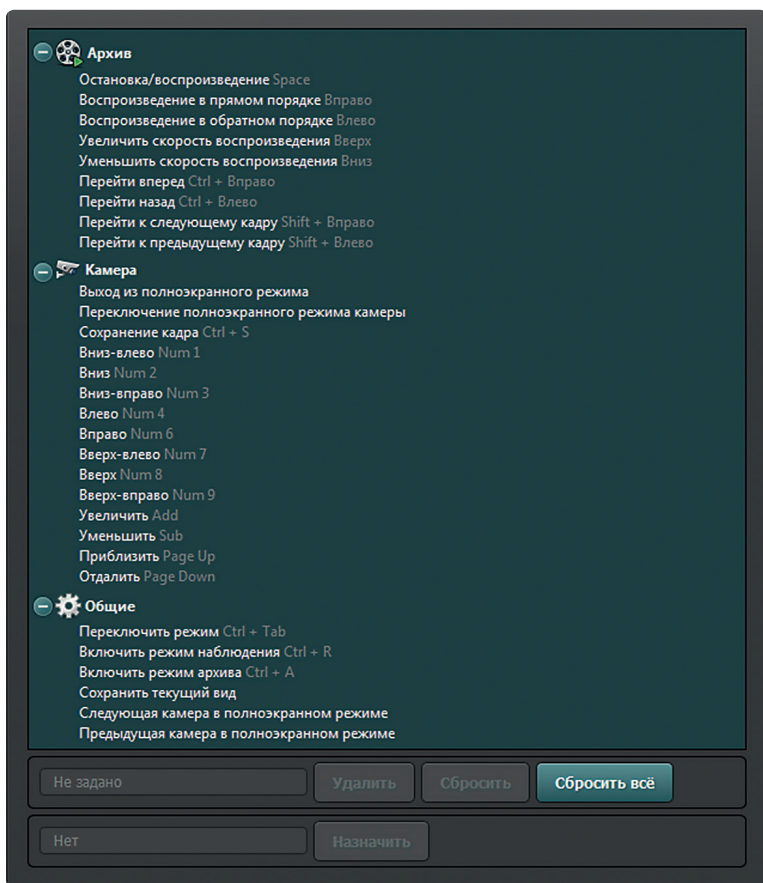 Архив
Остановка/воспроизведение Space
Воспроизведение в прямом порядке Вправо
Воспроизведение в обратном порядке Влево
Увеличить скорость воспроизведения Вверх
Уменьшить скорость воспроизведения Вниз
Перейти вперед Ctrl + Вправо
Перейти назад Ctrl + Влево
Перейти к следующему кадру Shift + Вправо
Перейти к предыдущему кадру Shift + Влево
Камера
Выход из полноэкранного режима
Переключение полноэкранного режима камеры
Сохранение кадра Ctrl + S
Вниз-влево Num 1
Вниз Num 2
Вниз-вправо Num 3
Влево Num 4
Вправо Num 6
Вверх-влево Num 7
Вверх Num 8
Вверх-вправо Num 9
Увеличить Add
Уменьшить Sub
Приблизить Page Up
Отдалить Page Down
Общие
Переключить режим Ctrl + Tab
Включить режим наблюдения Ctrl + R
Включить режим архива Ctrl + A
Сохранить текущий вид
Следующая камера в полноэкранном режиме
Предыдущая камера в полноэкранном режиме
Не задано Удалить Сбросить Сбросить всё
Нет Назначить